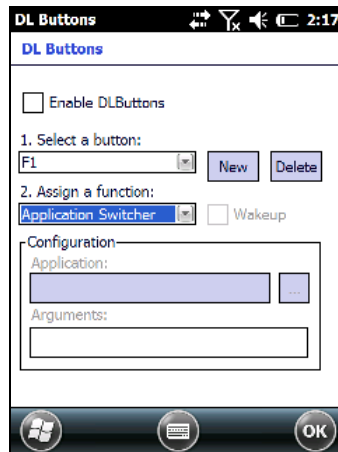 DL Buttons 2:17
DL Buttons
Enable DLButtons
1. Select a button:
F1 New Delete
2. Assign a function:
Application Switcher Wakeup
Configuration
Application:
...
Arguments:
OK